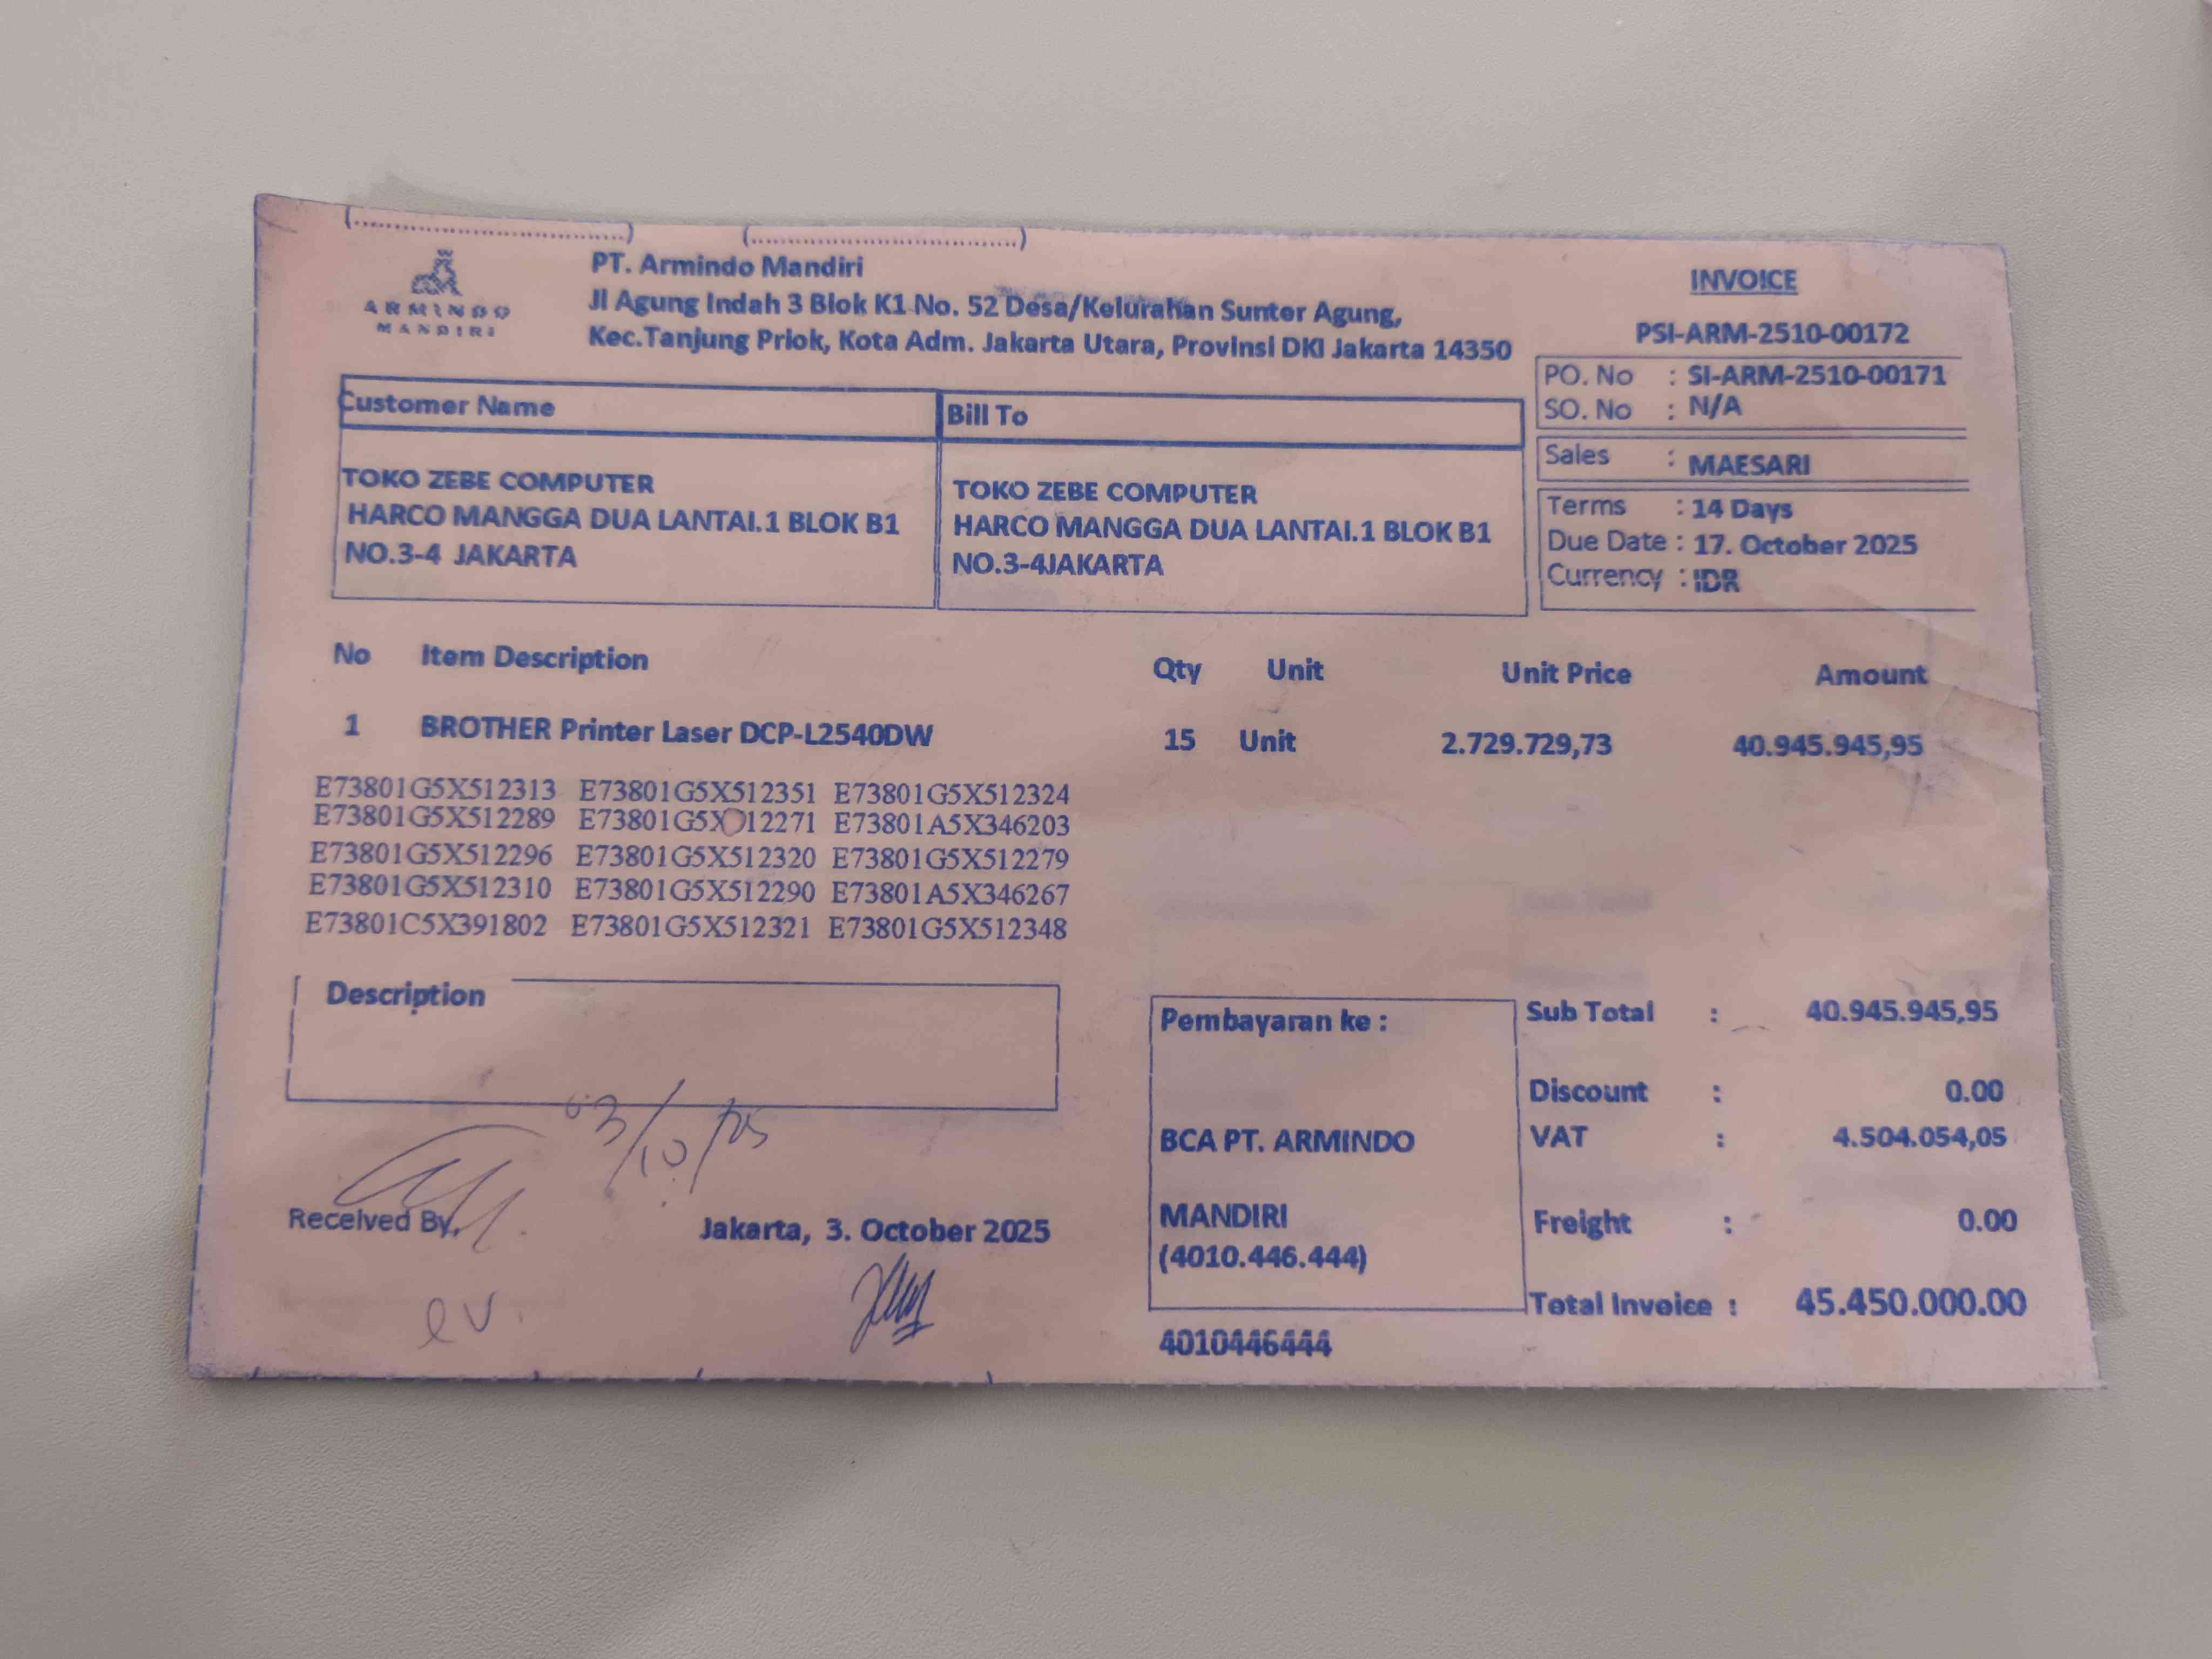 (..............................) (..............................)
ARMINDO
MANDIRI
PT. Armindo Mandiri
Jl Agung Indah 3 Blok K1 No. 52 Desa/Kelurahan Sunter Agung,
Kec.Tanjung Priok, Kota Adm. Jakarta Utara, Provinsi DKI Jakarta 14350
INVOICE
PSI-ARM-2510-00172
PO. No : SI-ARM-2510-00171
SO. No : N/A
Sales : MAESARI
Terms : 14 Days
Due Date : 17. October 2025
Currency : IDR
Customer Name
TOKO ZEBE COMPUTER
HARCO MANGGA DUA LANTAI.1 BLOK B1
NO.3-4 JAKARTA
Bill To
TOKO ZEBE COMPUTER
HARCO MANGGA DUA LANTAI.1 BLOK B1
NO.3-4JAKARTA
No Item Description Qty Unit Unit Price Amount
1 BROTHER Printer Laser DCP-L2540DW 15 Unit 2.729.729,73 40.945.945,95
E73801G5X512313 E73801G5X512351 E73801G5X512324
E73801G5X512289 E73801A5X346203
E73801G5X512296 E73801G5X512320 E73801G5X512279
E73801G5X512310 E73801G5X512290 E73801A5X346267
E73801C5X391802 E73801G5X512321 E73801G5X512348
Description
03/10/25
Received By,
Jakarta, 3. October 2025
Pembayaran ke :
BCA PT. ARMINDO
MANDIRI
(4010.446.444)
4010446444
Sub Total : 40.945.945,95
Discount : 0.00
VAT : 4.504.054,05
Freight : 0.00
Total Invoice : 45.450.000.00